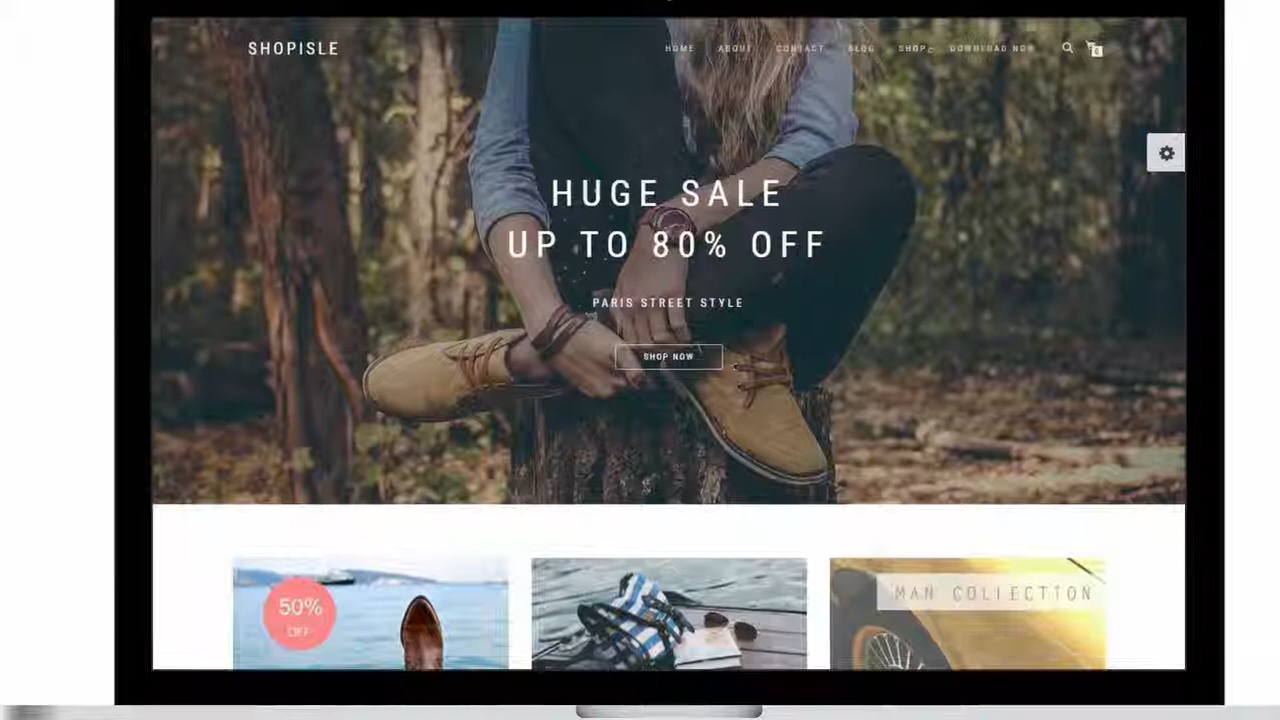 SHOPISLE
HOME ABOUT CONTACT BLOG SHOP DOWNLOAD NOW
0
HUGE SALE
UP TO 80% OFF
PARIS STREET STYLE
SHOP NOW
50%
OFF
MAN COLLECTION